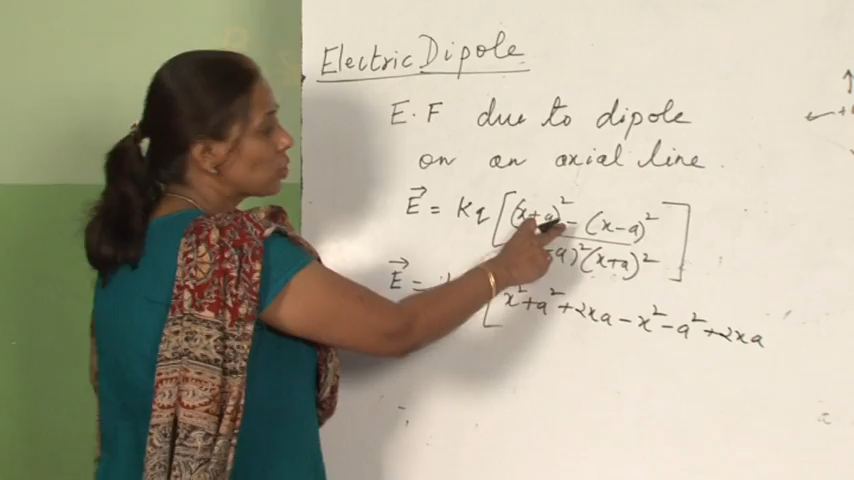 Electric Dipole
E.F due to dipole
on an axial line.
E⃗ = Kq [(x+a)² - (x-a)²]
a)²(x+a)²
E⃗ =
[x²+a²+2xa-x²-a²+2xa